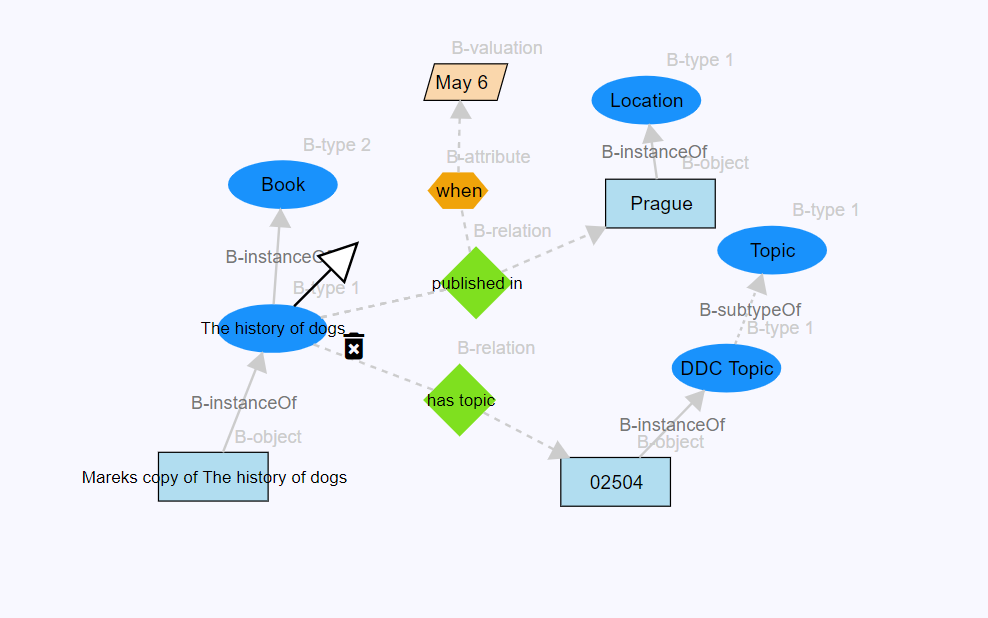 B-valuation
May 6
B-type 1
Location
B-instanceOf
B-object
Prague
B-type 2
Book
B-attribute
when
B-relation
published in
B-type 1
Topic
B-instanceOf
B-type 1
The history of dogs
B-subtypeOf
B-type 1
DDC Topic
B-relation
has topic
B-instanceOf
B-object
Mareks copy of The history of dogs
B-instanceOf
B-object
02504